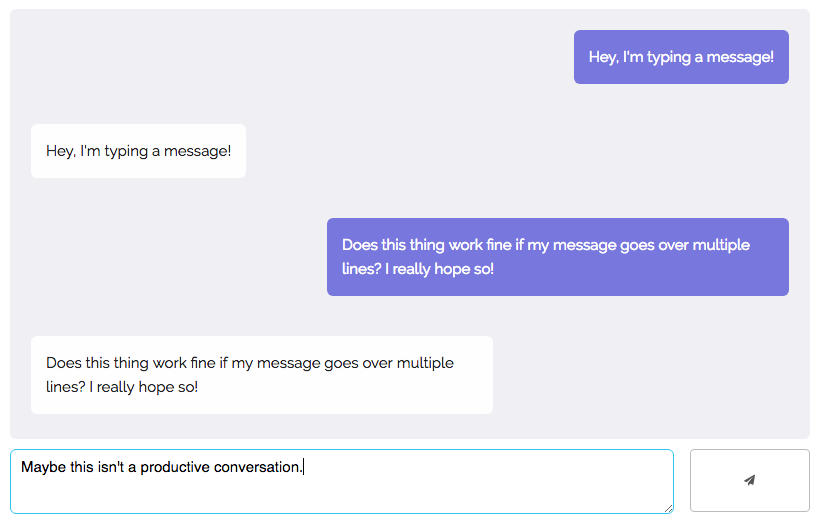 Hey, I'm typing a message!
Hey, I'm typing a message!
Does this thing work fine if my message goes over multiple
lines? I really hope so!
Does this thing work fine if my message goes over multiple
lines? I really hope so!
Maybe this isn't a productive conversation.